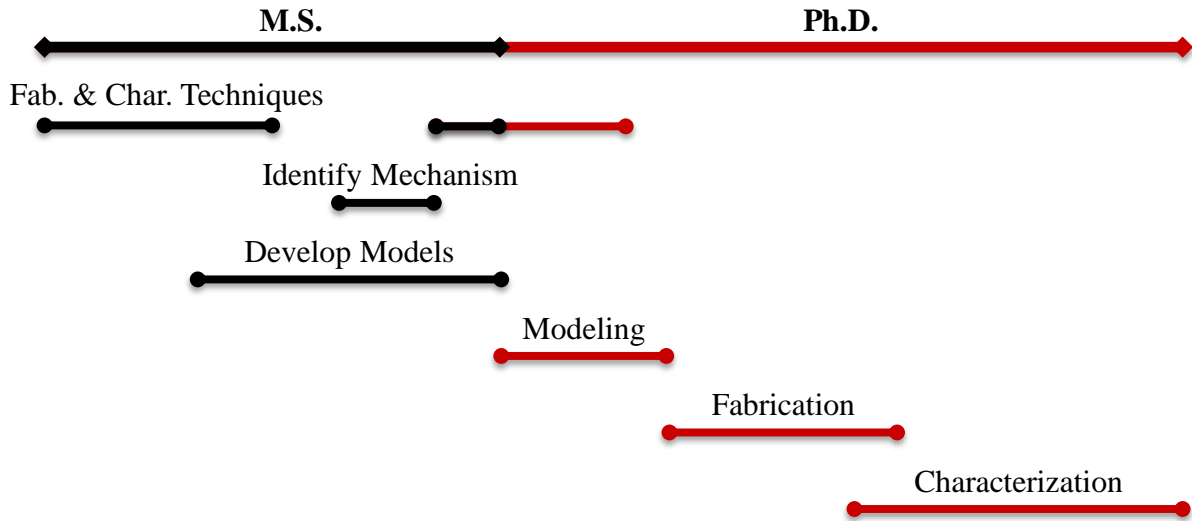 M.S.
Ph.D.
Fab. & Char. Techniques
Identify Mechanism
Develop Models
Modeling
Fabrication
Characterization